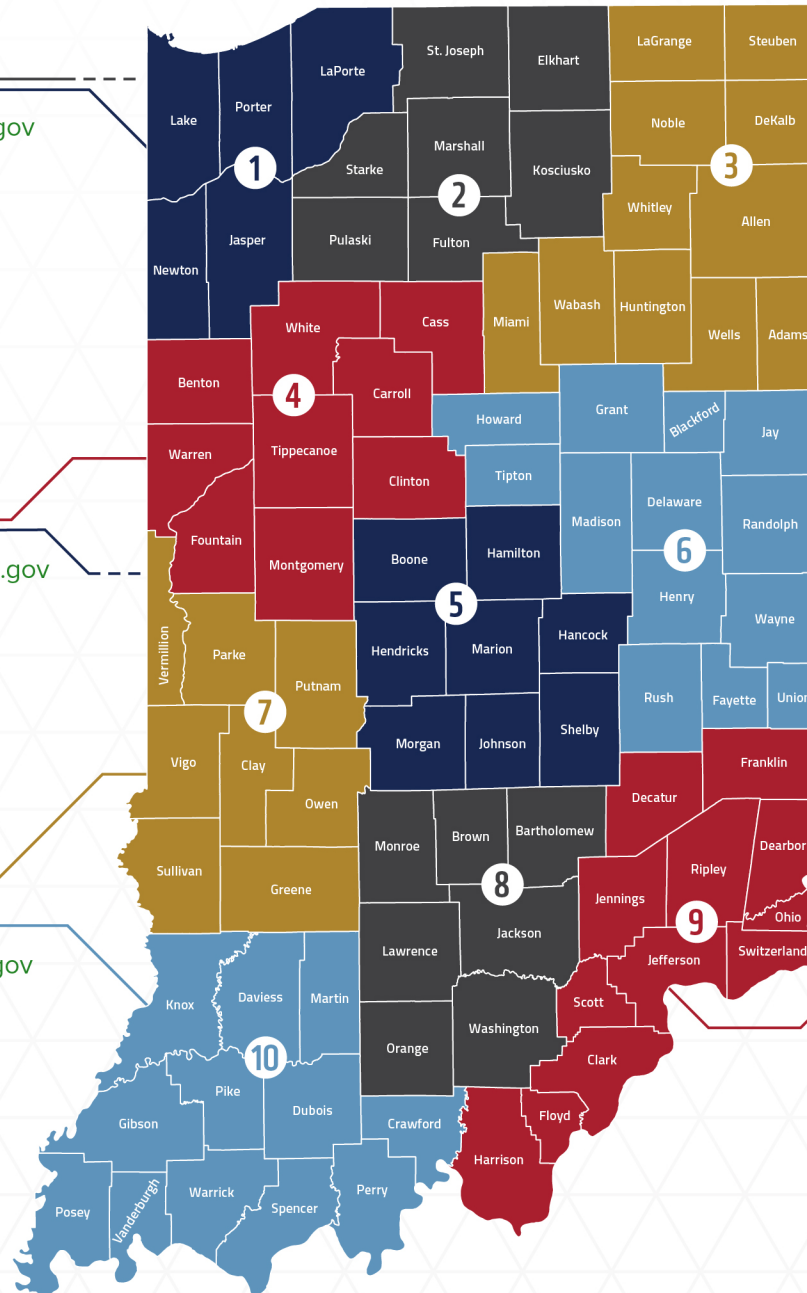 St. Joseph
Elkhart
LaGrange
Steuben
LaPorte
Porter
Lake
gov
Noble
DeKalb
Marshall
Starke
Kosciusko
1
2
3
Whitley
Allen
Jasper
Pulaski
Fulton
Newton
White
Cass
Miami
Wabash
Huntington
Wells
Adams
Benton
4
Carroll
Howard
Grant
Blackford
Jay
Warren
Tippecanoe
Clinton
Tipton
Delaware
Madison
Randolph
Fountain
Montgomery
Boone
Hamilton
6
.gov
5
Henry
Wayne
Vermillion
Parke
Putnam
Hendricks
Marion
Hancock
Rush
Fayette
Union
7
Vigo
Clay
Morgan
Johnson
Shelby
Franklin
Owen
Decatur
Monroe
Brown
Bartholomew
Dearbor
Sullivan
Greene
8
Jennings
Ripley
9
Ohio
Lawrence
Jackson
Jefferson
Switzerland
gov
Knox
Daviess
Martin
Scott
Washington
Orange
Clark
10
Pike
Dubois
Gibson
Crawford
Floyd
Harrison
Posey
Vanderburgh
Warrick
Spencer
Perry